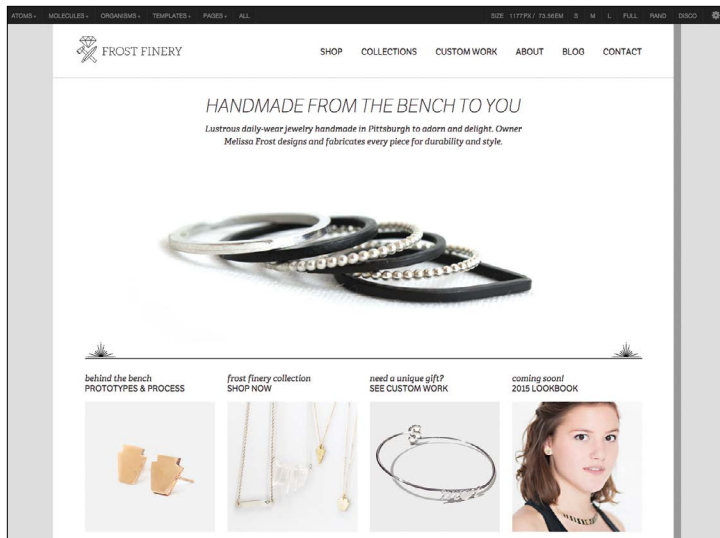 ATOMS MOLECULES ORGANISMS TEMPLATES PAGES ALL SIZE 1177PX / 73.56EM S M L FULL RAND DISCO
FROST FINERY SHOP COLLECTIONS CUSTOM WORK ABOUT BLOG CONTACT
HANDMADE FROM THE BENCH TO YOU
Lustrous daily-wear jewelry handmade in Pittsburgh to adorn and delight. Owner
Melissa Frost designs and fabricates every piece for durability and style.
behind the bench
PROTOTYPES & PROCESS
frost finery collection
SHOP NOW
need a unique gift?
SEE CUSTOM WORK
coming soon!
2015 LOOKBOOK